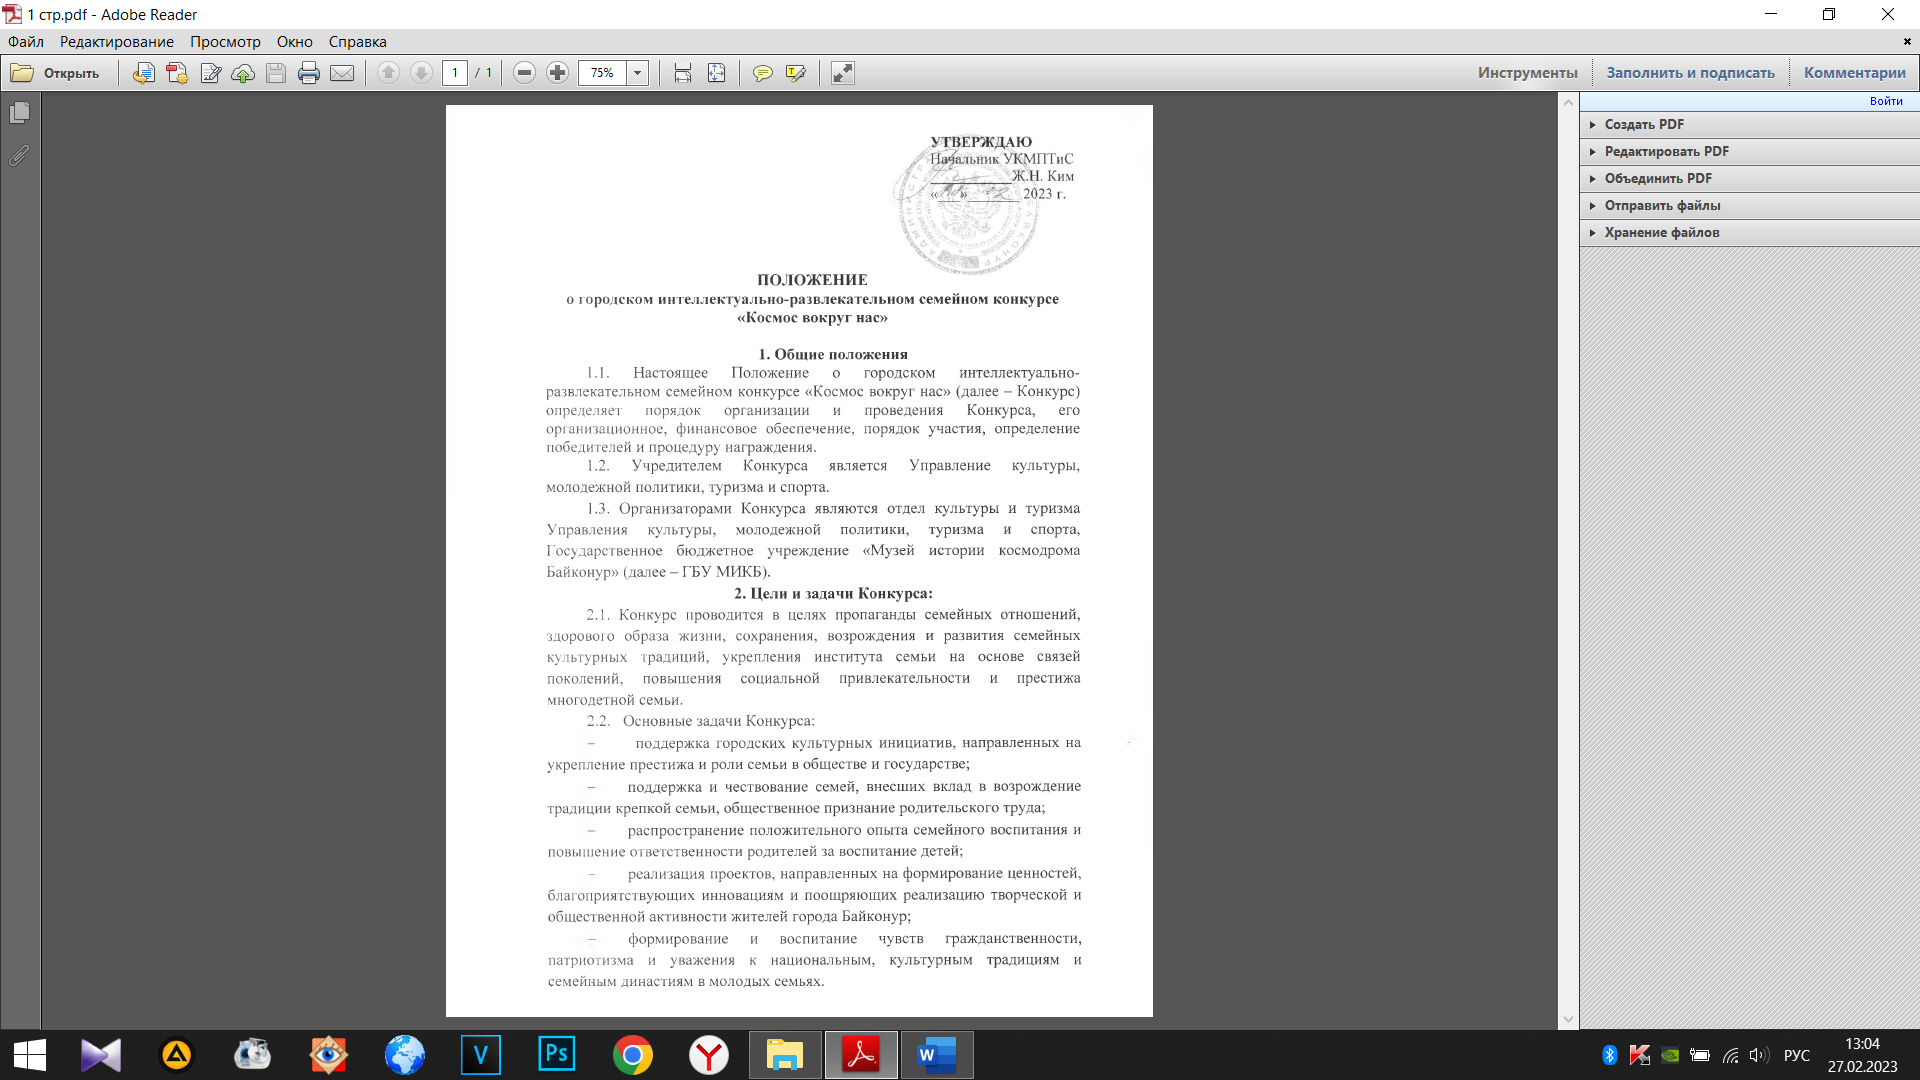 1 стр.pdf - Adobe Reader
Файл Редактирование Просмотр Окно Справка
Открыть 1 / 1 75% Инструменты Заполнить и подписать Комментарии
Войти
Создать PDF
Редактировать PDF
Объединить PDF
Отправить файлы
Хранение файлов
УТВЕРЖДАЮ
Начальник УКМПТиС
____________Ж.Н. Ким
«___»________ 2023 г.
ПОЛОЖЕНИЕ
о городском интеллектуально-развлекательном семейном конкурсе
«Космос вокруг нас»
1. Общие положения
1.1. Настоящее Положение о городском интеллектуально-
развлекательном семейном конкурсе «Космос вокруг нас» (далее – Конкурс)
определяет порядок организации и проведения Конкурса, его
организационное, финансовое обеспечение, порядок участия, определение
победителей и процедуру награждения.
1.2. Учредителем Конкурса является Управление культуры,
молодежной политики, туризма и спорта.
1.3. Организаторами Конкурса являются отдел культуры и туризма
Управления культуры, молодежной политики, туризма и спорта,
Государственное бюджетное учреждение «Музей истории космодрома
Байконур» (далее – ГБУ МИКБ).
2. Цели и задачи Конкурса:
2.1. Конкурс проводится в целях пропаганды семейных отношений,
здорового образа жизни, сохранения, возрождения и развития семейных
культурных традиций, укрепления института семьи на основе связей
поколений, повышения социальной привлекательности и престижа
многодетной семьи.
2.2. Основные задачи Конкурса:
– поддержка городских культурных инициатив, направленных на
укрепление престижа и роли семьи в обществе и государстве;
– поддержка и чествование семей, внесших вклад в возрождение
традиции крепкой семьи, общественное признание родительского труда;
– распространение положительного опыта семейного воспитания и
повышение ответственности родителей за воспитание детей;
– реализация проектов, направленных на формирование ценностей,
благоприятствующих инновациям и поощряющих реализацию творческой и
общественной активности жителей города Байконур;
– формирование и воспитание чувств гражданственности,
патриотизма и уважения к национальным, культурным традициям и
семейным династиям в молодых семьях.
V Ps W РУС 13:04
27.02.2023